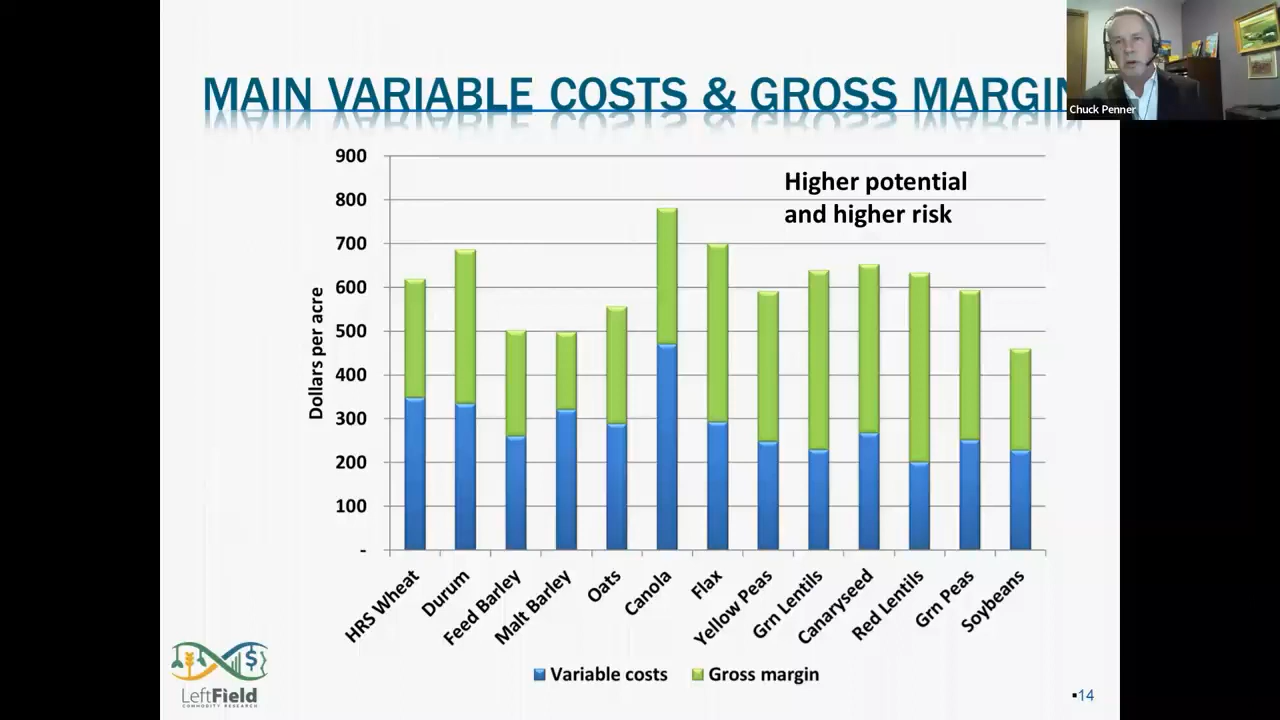 MAIN VARIABLE COSTS & GROSS MARGIN
Chuck Penner
Higher potential
and higher risk
900
800
700
600
500
400
300
200
100
-
Dollars per acre
HRS Wheat
Durum
Feed Barley
Malt Barley
Oats
Canola
Flax
Yellow Peas
Grn Lentils
Canaryseed
Red Lentils
Grn Peas
Soybeans
Variable costs
Gross margin
LeftField
COMMODITY RESEARCH
▪14